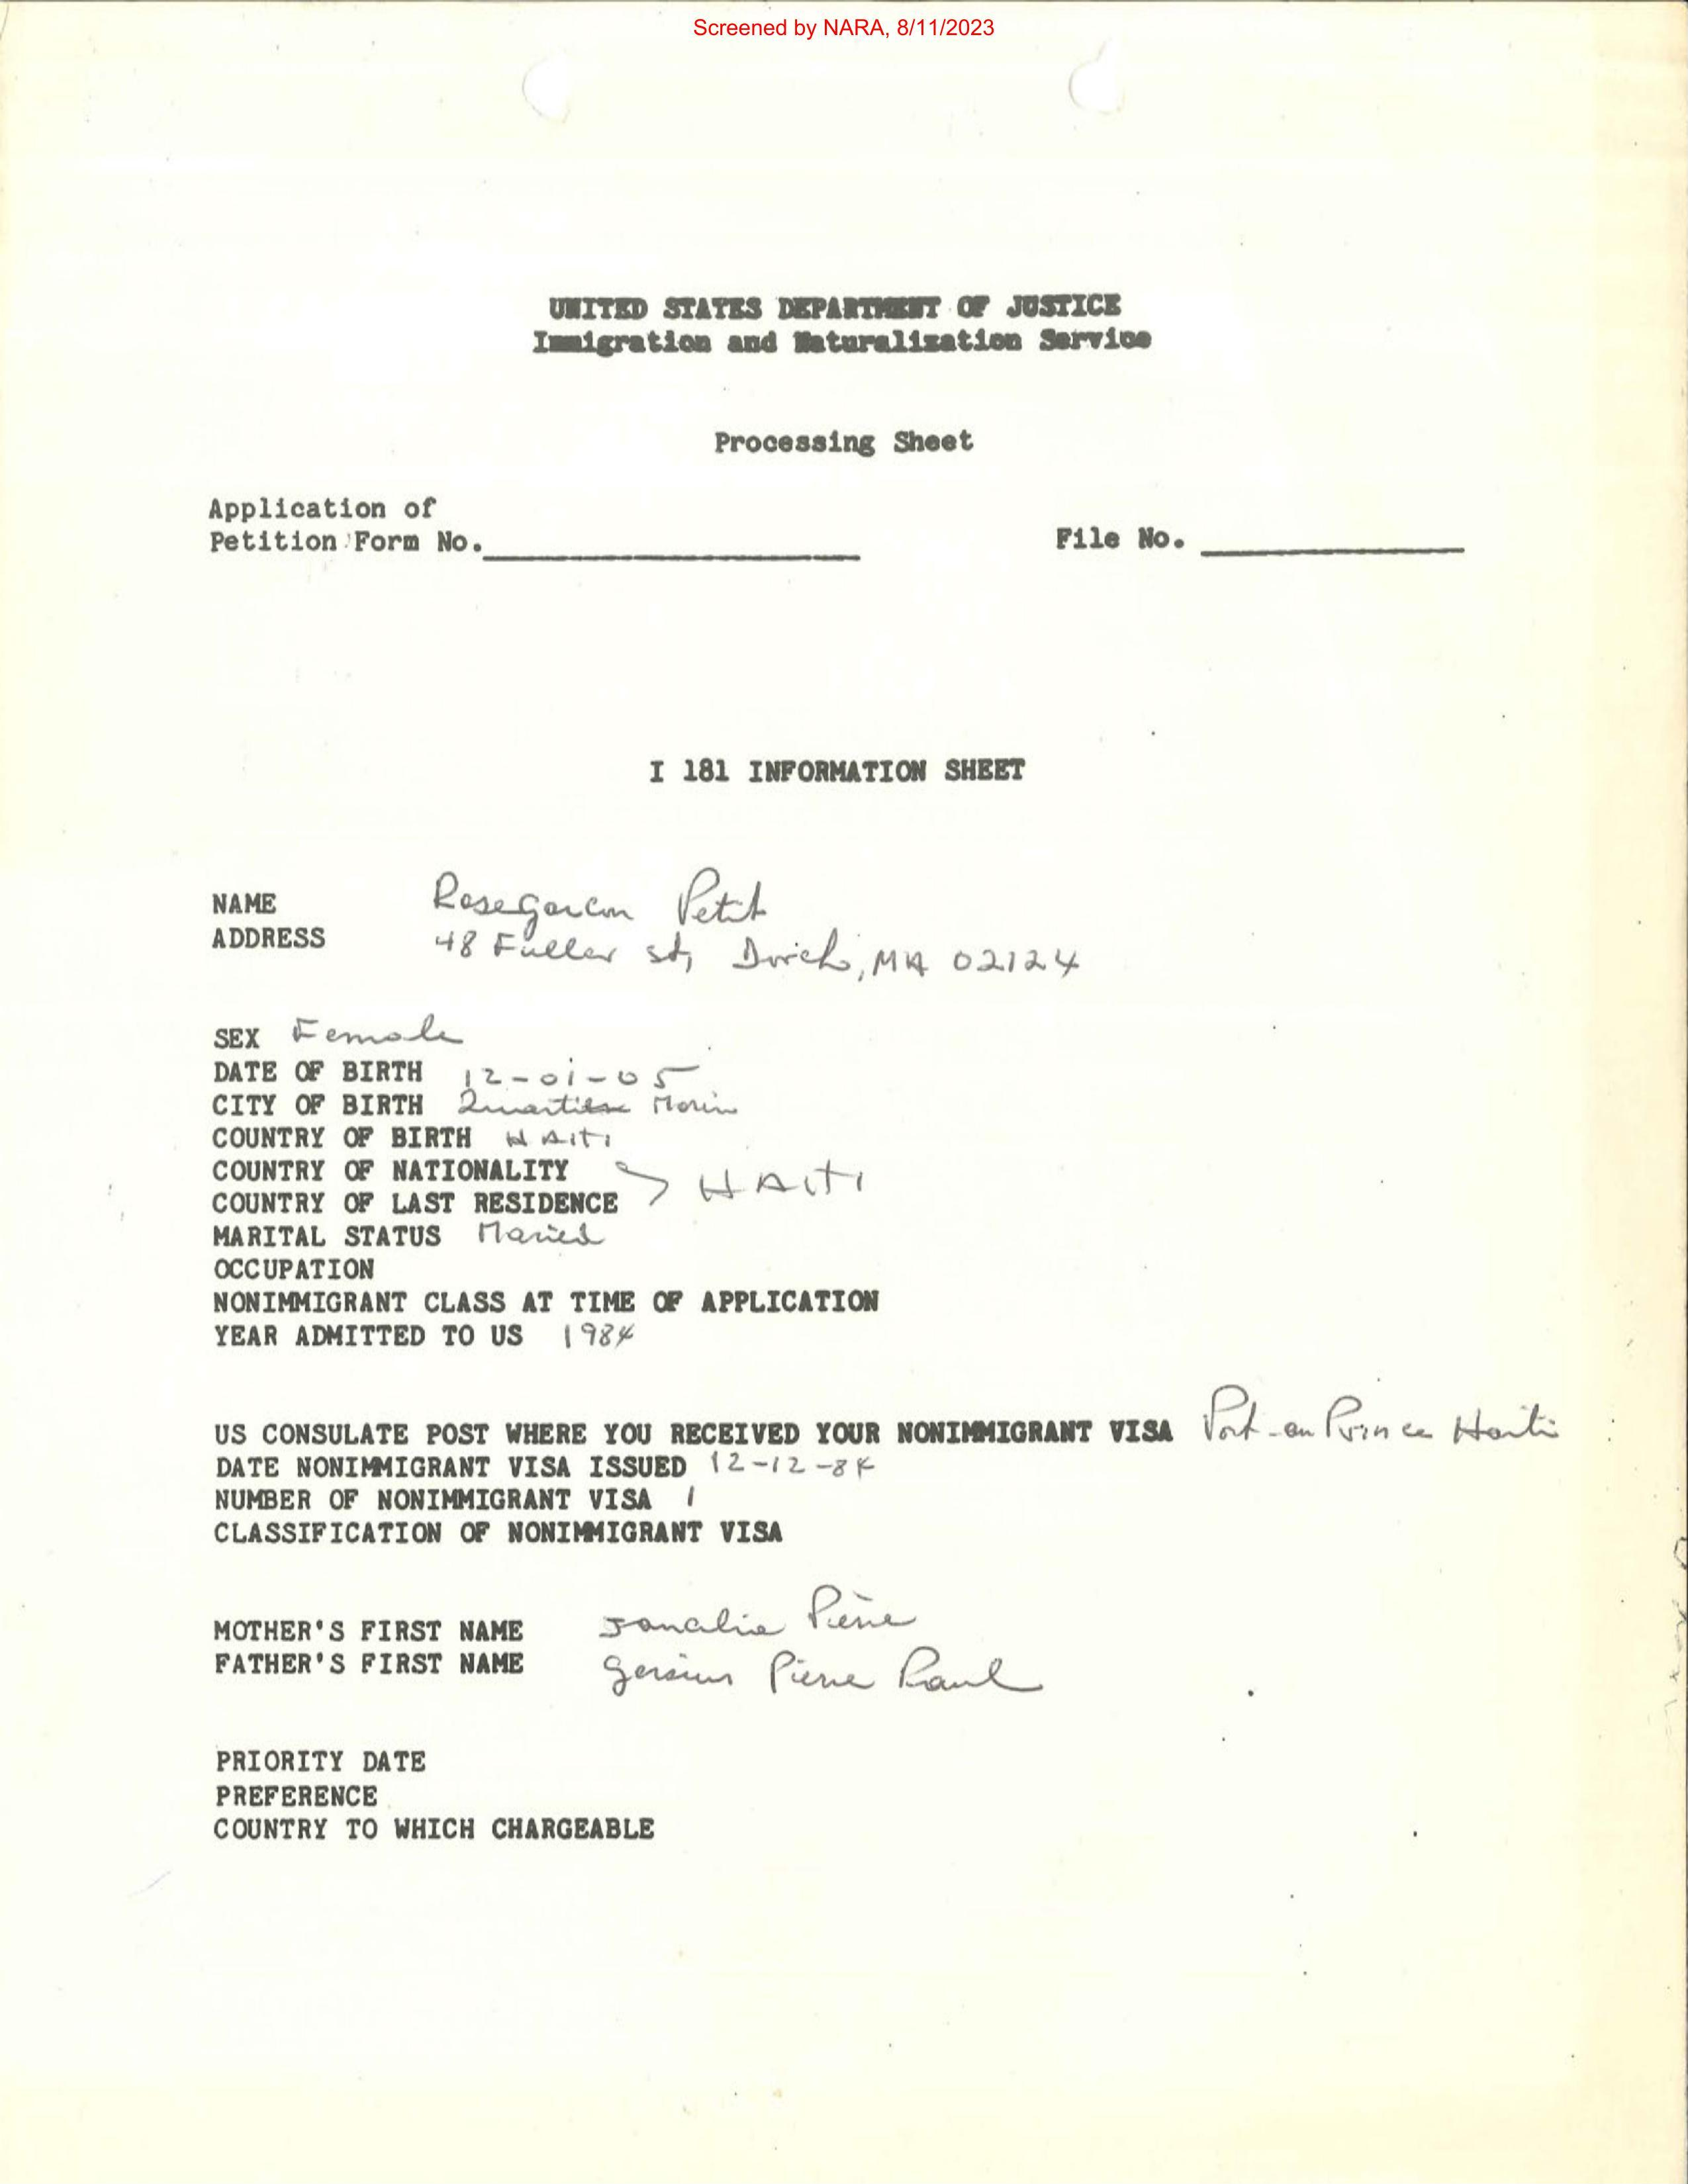 Screened by NARA, 8/11/2023
UNITED STATES DEPARTMENT OF JUSTICE
Immigration and Naturalization Service
Processing Sheet
Application of
Petition Form No.
File No.
I 181 INFORMATION SHEET
NAME Rosegarcon Petit
ADDRESS 48 Fuller st, Dorch, MA 02124
SEX Female
DATE OF BIRTH 12-01-05
CITY OF BIRTH Morin
COUNTRY OF BIRTH HAITI
COUNTRY OF NATIONALITY > HAITI
COUNTRY OF LAST RESIDENCE
MARITAL STATUS Maried
OCCUPATION
NONIMMIGRANT CLASS AT TIME OF APPLICATION
YEAR ADMITTED TO US 1984
US CONSULATE POST WHERE YOU RECEIVED YOUR NONIMMIGRANT VISA Port-au Prince Haiti
DATE NONIMMIGRANT VISA ISSUED 12-12-84
NUMBER OF NONIMMIGRANT VISA /
CLASSIFICATION OF NONIMMIGRANT VISA
MOTHER'S FIRST NAME Pierre
FATHER'S FIRST NAME Pierre Paul
PRIORITY DATE
PREFERENCE
COUNTRY TO WHICH CHARGEABLE